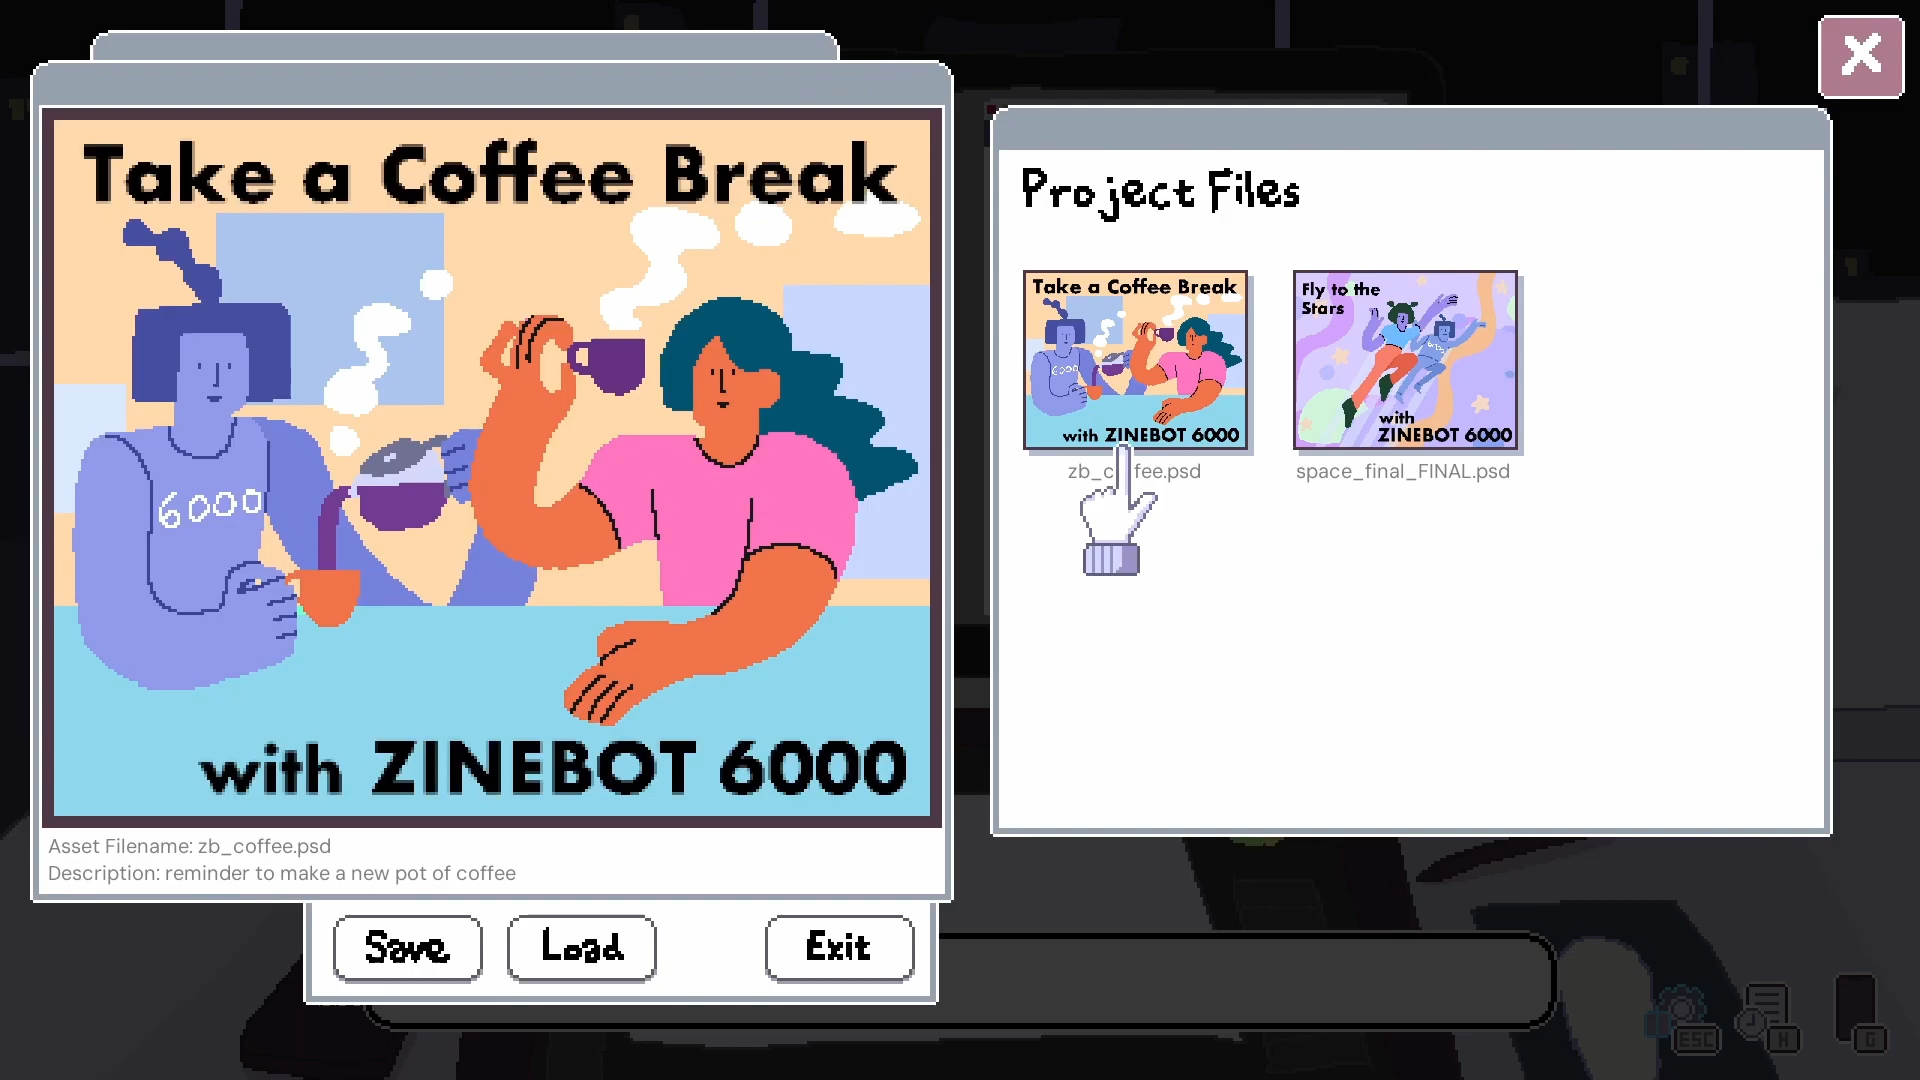 Take a Coffee Break
6000
with ZINEBOT 6000
Asset Filename: zb_coffee.psd
Description: reminder to make a new pot of coffee
Save
Load
Exit
Project Files
Take a Coffee Break
6000
with ZINEBOT 6000
Fly to the
Stars
with
ZINEBOT 6000
space_final_FINAL.psd
ESC
H
G